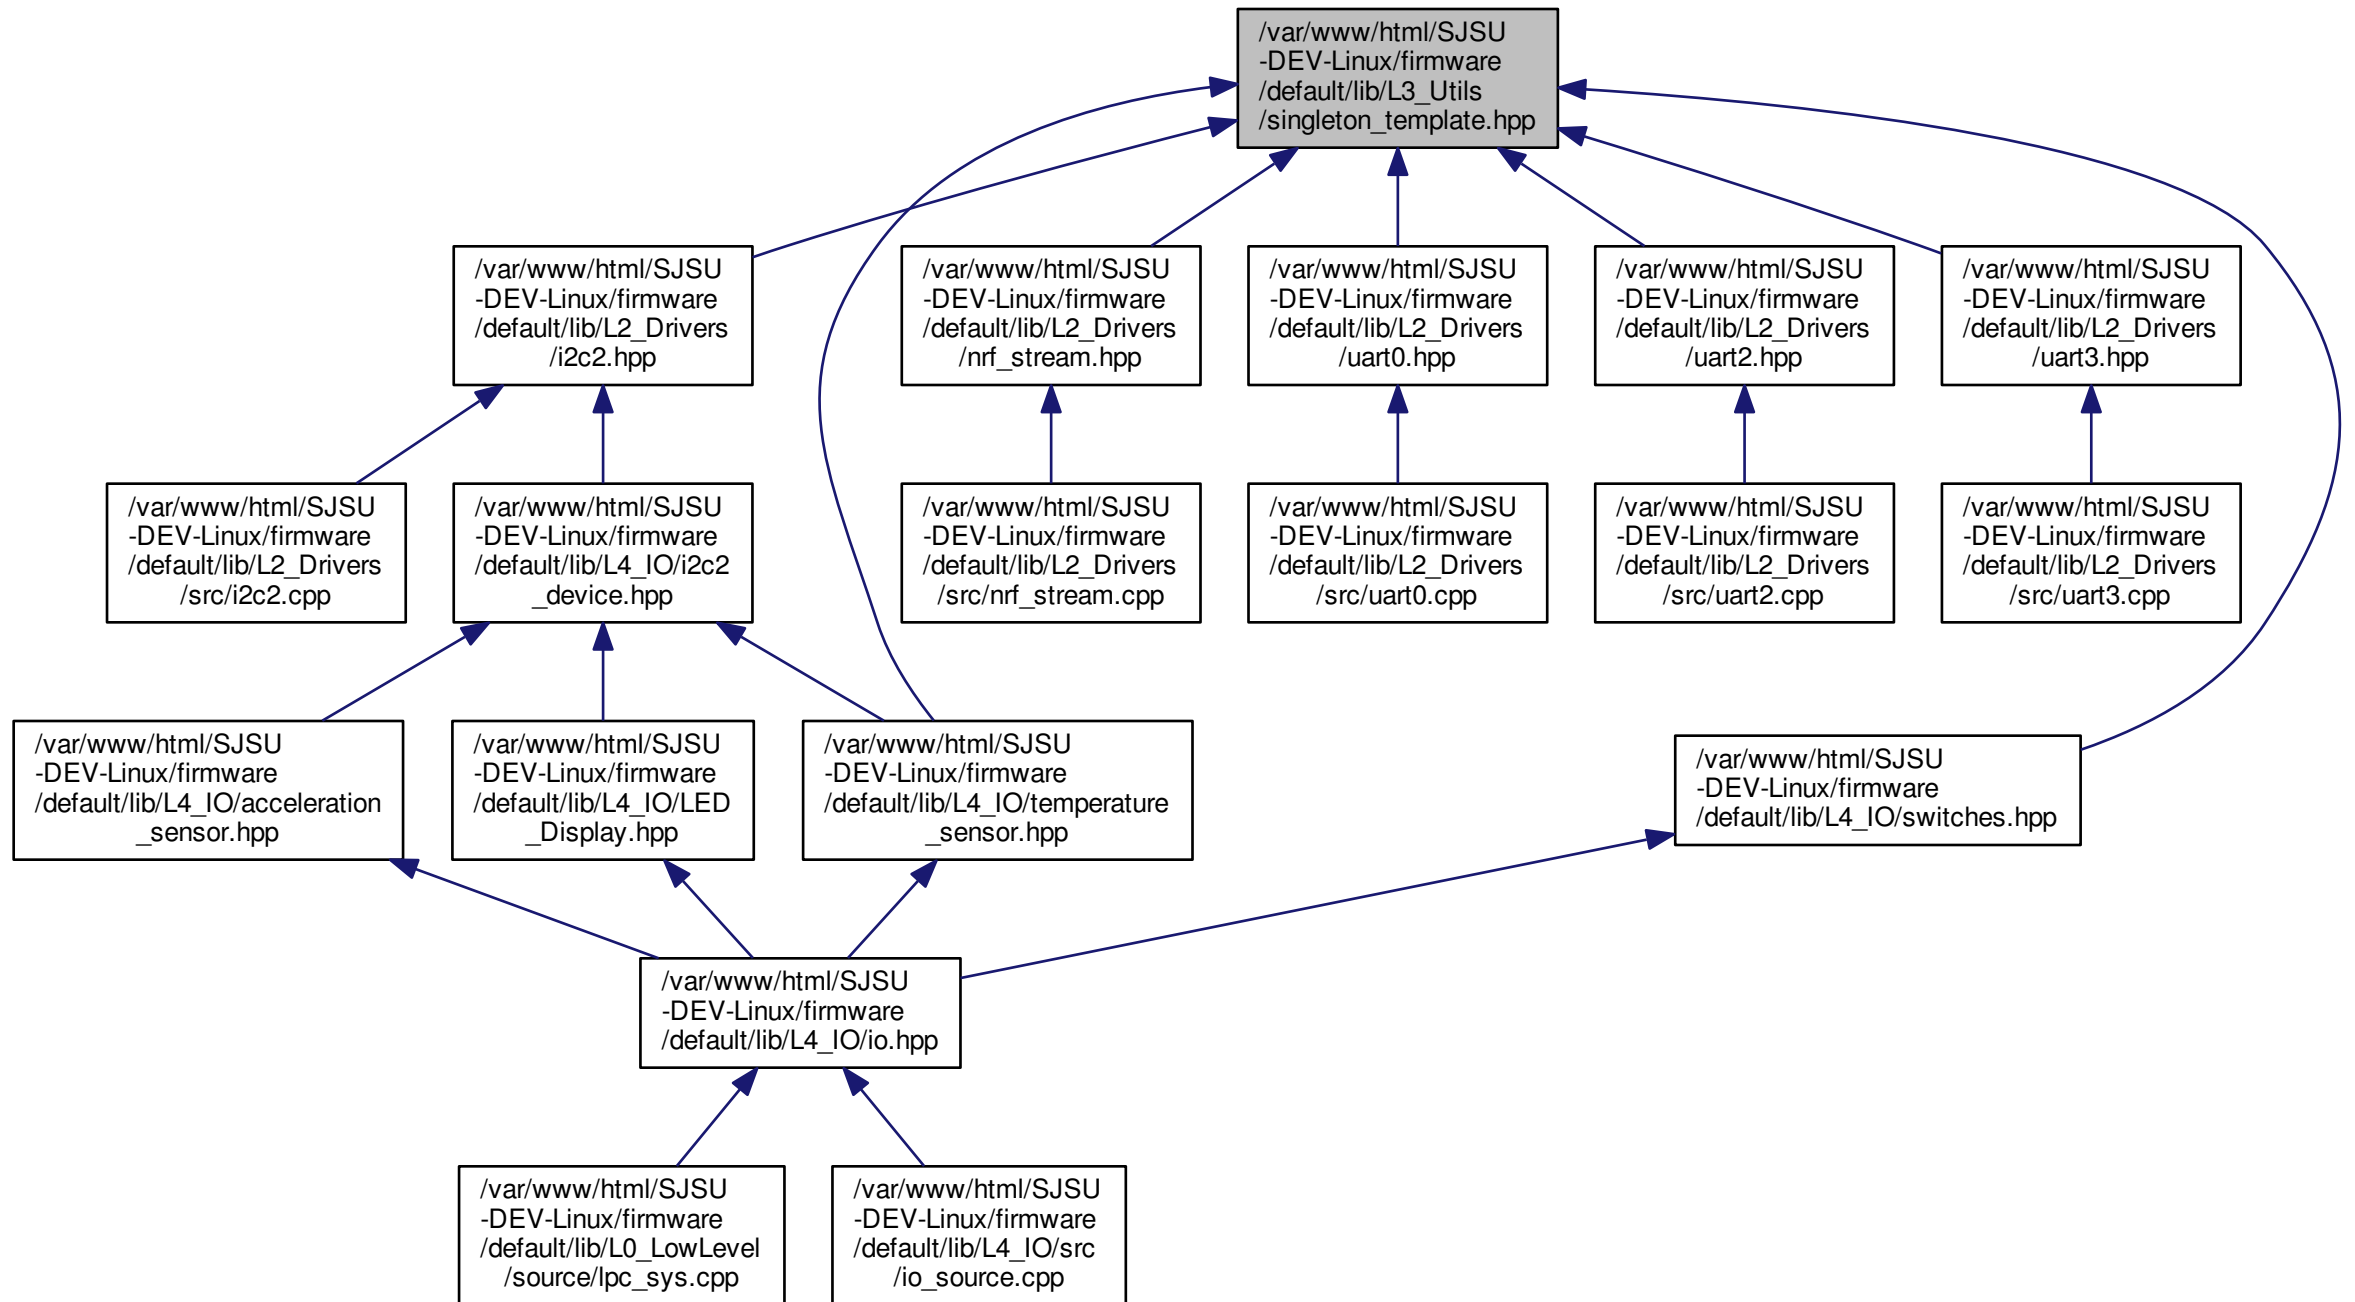 /var/www/html/SJSU
-DEV-Linux/firmware
/default/lib/L3_Utils
/singleton_template.hpp
/var/www/html/SJSU
-DEV-Linux/firmware
/default/lib/L2_Drivers
/i2c2.hpp
/var/www/html/SJSU
-DEV-Linux/firmware
/default/lib/L2_Drivers
/nrf_stream.hpp
/var/www/html/SJSU
-DEV-Linux/firmware
/default/lib/L2_Drivers
/uart0.hpp
/var/www/html/SJSU
-DEV-Linux/firmware
/default/lib/L2_Drivers
/uart2.hpp
/var/www/html/SJSU
-DEV-Linux/firmware
/default/lib/L2_Drivers
/uart3.hpp
/var/www/html/SJSU
-DEV-Linux/firmware
/default/lib/L2_Drivers
/src/i2c2.cpp
/var/www/html/SJSU
-DEV-Linux/firmware
/default/lib/L4_IO/i2c2
_device.hpp
/var/www/html/SJSU
-DEV-Linux/firmware
/default/lib/L2_Drivers
/src/nrf_stream.cpp
/var/www/html/SJSU
-DEV-Linux/firmware
/default/lib/L2_Drivers
/src/uart0.cpp
/var/www/html/SJSU
-DEV-Linux/firmware
/default/lib/L2_Drivers
/src/uart2.cpp
/var/www/html/SJSU
-DEV-Linux/firmware
/default/lib/L2_Drivers
/src/uart3.cpp
/var/www/html/SJSU
-DEV-Linux/firmware
/default/lib/L4_IO/acceleration
_sensor.hpp
/var/www/html/SJSU
-DEV-Linux/firmware
/default/lib/L4_IO/LED
_Display.hpp
/var/www/html/SJSU
-DEV-Linux/firmware
/default/lib/L4_IO/temperature
_sensor.hpp
/var/www/html/SJSU
-DEV-Linux/firmware
/default/lib/L4_IO/switches.hpp
/var/www/html/SJSU
-DEV-Linux/firmware
/default/lib/L4_IO/io.hpp
/var/www/html/SJSU
-DEV-Linux/firmware
/default/lib/L0_LowLevel
/source/lpc_sys.cpp
/var/www/html/SJSU
-DEV-Linux/firmware
/default/lib/L4_IO/src
/io_source.cpp